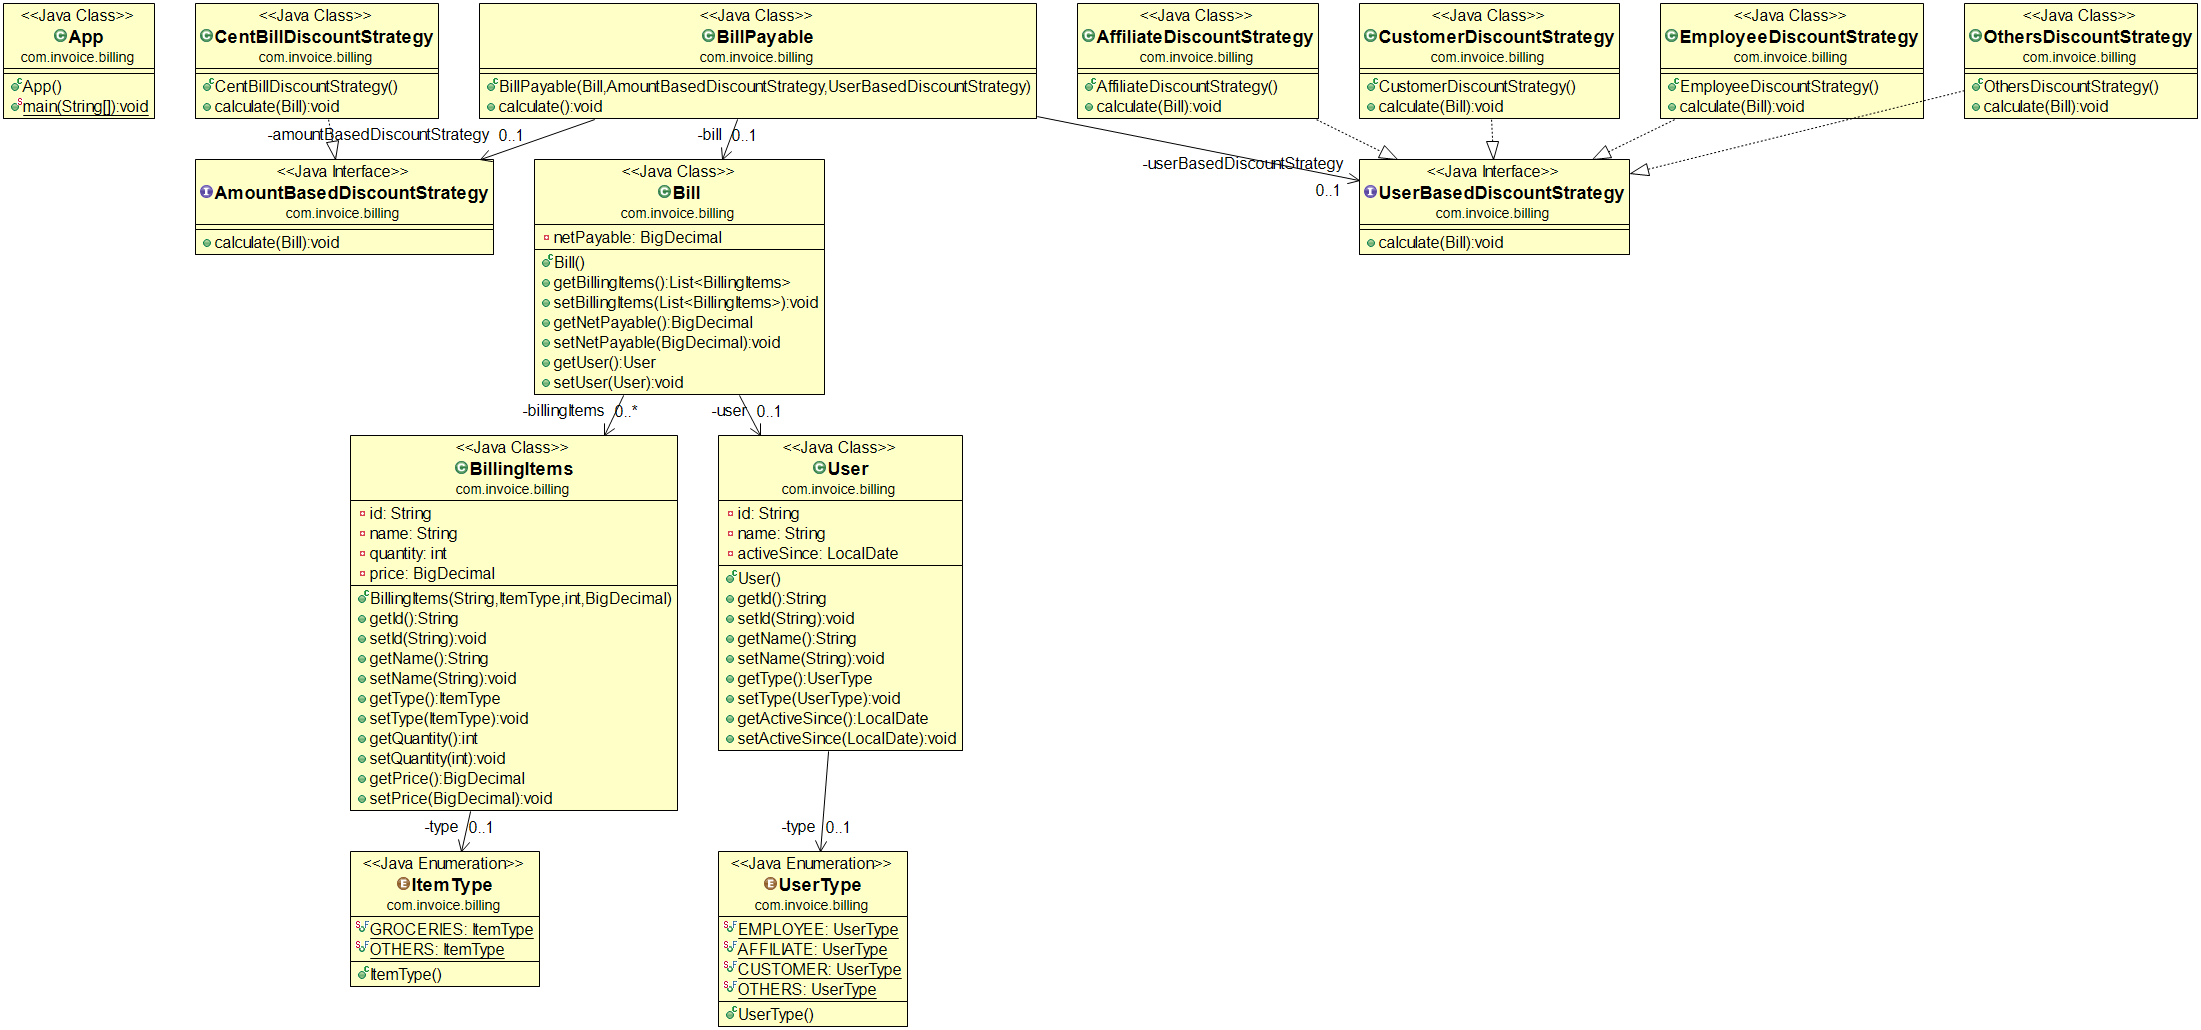 <<Java Class>>
App
com.invoice.billing
App()
main(String[]):void
<<Java Class>>
CentBillDiscountStrategy
com.invoice.billing
CentBillDiscountStrategy()
calculate(Bill):void
<<Java Class>>
BillPayable
com.invoice.billing
BillPayable(Bill,AmountBasedDiscountStrategy,UserBasedDiscountStrategy)
calculate():void
<<Java Class>>
AffiliateDiscountStrategy
com.invoice.billing
AffiliateDiscountStrategy()
calculate(Bill):void
<<Java Class>>
CustomerDiscountStrategy
com.invoice.billing
CustomerDiscountStrategy()
calculate(Bill):void
<<Java Class>>
EmployeeDiscountStrategy
com.invoice.billing
EmployeeDiscountStrategy()
calculate(Bill):void
<<Java Class>>
OthersDiscountStrategy
com.invoice.billing
OthersDiscountStrategy()
calculate(Bill):void
-amountBasedDiscountStrategy 0..1
-bill 0..1
-userBasedDiscountStrategy
0..1
<<Java Interface>>
AmountBasedDiscountStrategy
com.invoice.billing
calculate(Bill):void
<<Java Class>>
Bill
com.invoice.billing
netPayable: BigDecimal
Bill()
getBillingItems():List<BillingItems>
setBillingItems(List<BillingItems>):void
getNetPayable():BigDecimal
setNetPayable(BigDecimal):void
getUser():User
setUser(User):void
<<Java Interface>>
UserBasedDiscountStrategy
com.invoice.billing
calculate(Bill):void
-billingItems 0..*
-user 0..1
<<Java Class>>
BillingItems
com.invoice.billing
id: String
name: String
quantity: int
price: BigDecimal
BillingItems(String,ItemType,int,BigDecimal)
getId():String
setId(String):void
getName():String
setName(String):void
getType():ItemType
setType(ItemType):void
getQuantity():int
setQuantity(int):void
getPrice():BigDecimal
setPrice(BigDecimal):void
<<Java Class>>
User
com.invoice.billing
id: String
name: String
activeSince: LocalDate
User()
getId():String
setId(String):void
getName():String
setName(String):void
getType():UserType
setType(UserType):void
getActiveSince():LocalDate
setActiveSince(LocalDate):void
-type 0..1
-type 0..1
<<Java Enumeration>>
ItemType
com.invoice.billing
GROCERIES: ItemType
OTHERS: ItemType
ItemType()
<<Java Enumeration>>
UserType
com.invoice.billing
EMPLOYEE: UserType
AFFILIATE: UserType
CUSTOMER: UserType
OTHERS: UserType
UserType()